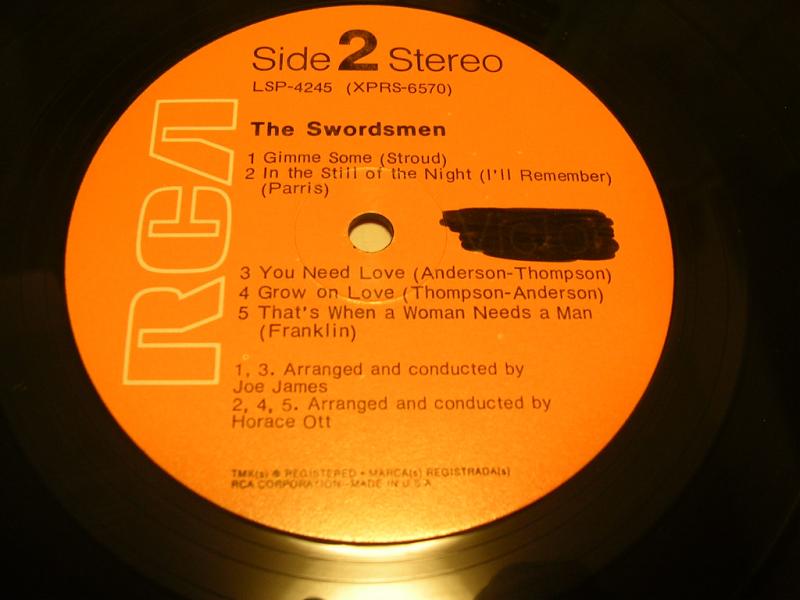 Side 2 Stereo
LSP-4245 (XPRS-6570)
RCA
The Swordsmen
1 Gimme Some (Stroud)
2 In the Still of the Night (I'll Remember)
(Parris)
3 You Need Love (Anderson-Thompson)
4 Grow on Love (Thompson-Anderson)
5 That's When a Woman Needs a Man
(Franklin)
1, 3. Arranged and conducted by
Joe James
2, 4, 5. Arranged and conducted by
Horace Ott
TMK(s) ® REGISTERED • MARCA(s) REGISTRADA(s)
RCA CORPORATION—MADE IN U.S.A.